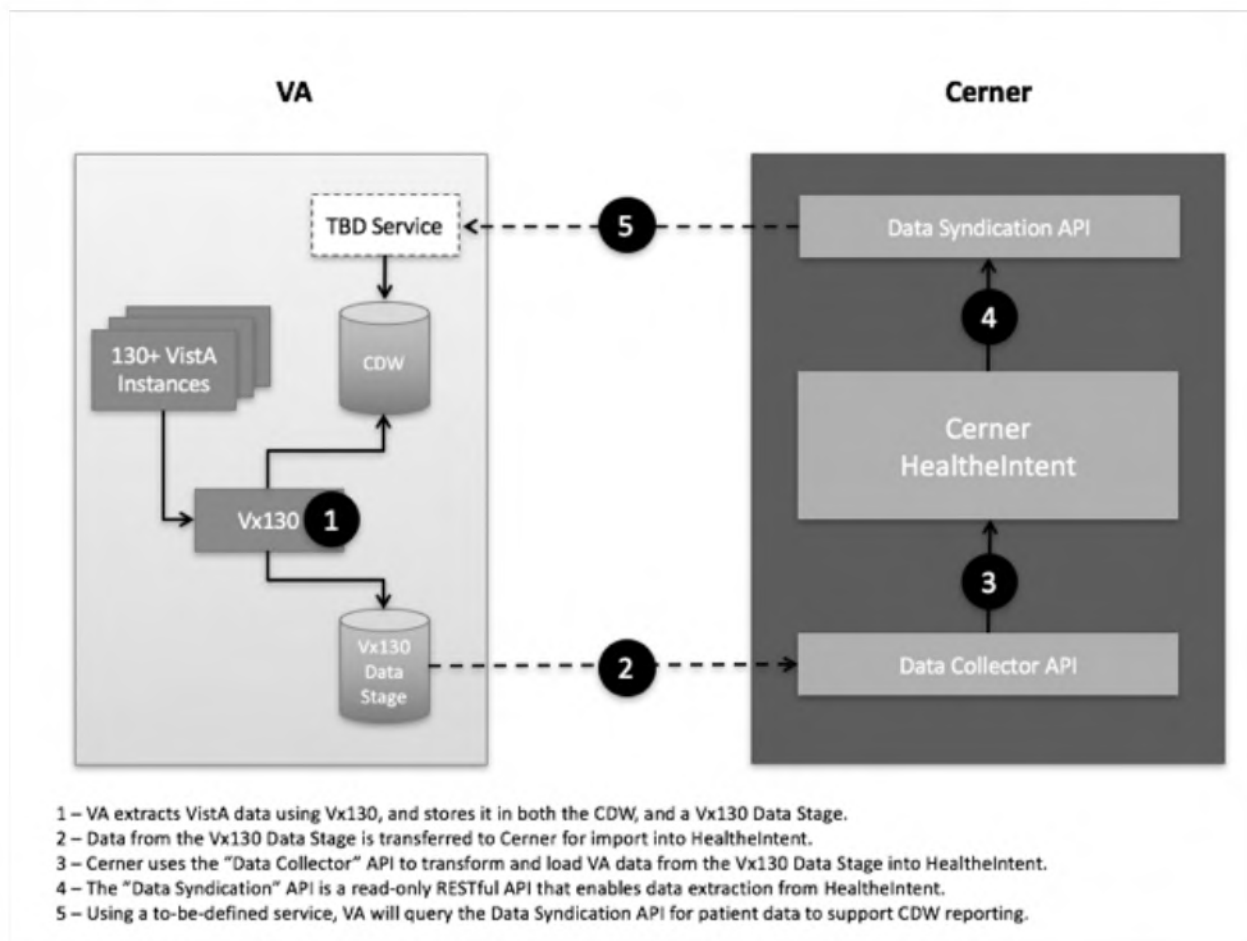 VA
Cerner
TBD Service
5
Data Syndication API
4
130+ VistA
Instances
CDW
Cerner
HealtheIntent
Vx130
1
3
Vx130
Data
Stage
2
Data Collector API
1 – VA extracts VistA data using Vx130, and stores it in both the CDW, and a Vx130 Data Stage.
2 – Data from the Vx130 Data Stage is transferred to Cerner for import into HealtheIntent.
3 – Cerner uses the “Data Collector” API to transform and load VA data from the Vx130 Data Stage into HealtheIntent.
4 – The “Data Syndication” API is a read-only RESTful API that enables data extraction from HealtheIntent.
5 – Using a to-be-defined service, VA will query the Data Syndication API for patient data to support CDW reporting.